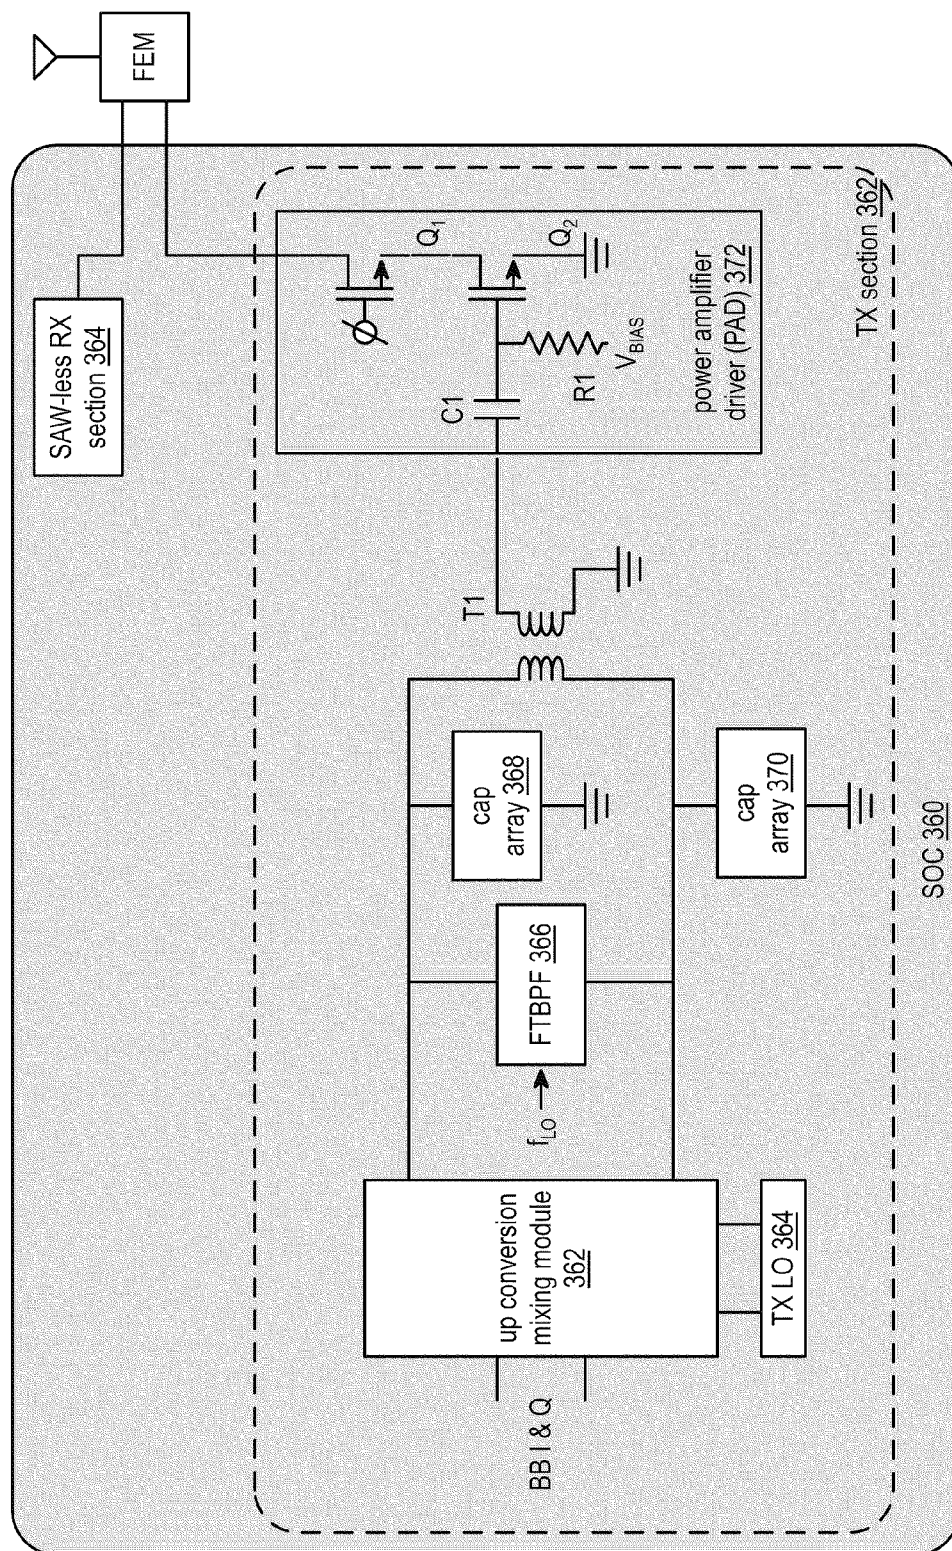 FEM
SAW-less RX
section 364
Q1
Q2
C1
R1
VBIAS
power amplifier
driver (PAD) 372
TX section 362
T1
cap
array 368
cap
array 370
FTBPF 366
fLO
up conversion
mixing module
362
TX LO 364
BB I & Q
SOC 360